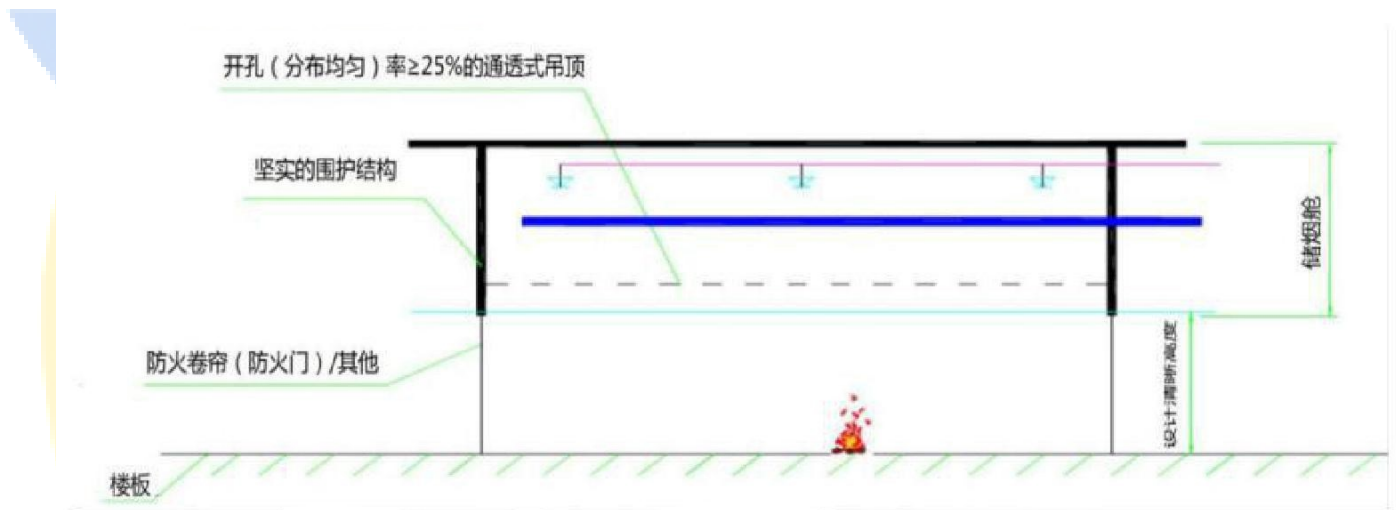 开孔（分布均匀）率≥25%的通透式吊顶
坚实的围护结构
储烟舱
防火卷帘（防火门）/其他
设计清晰高度
楼板